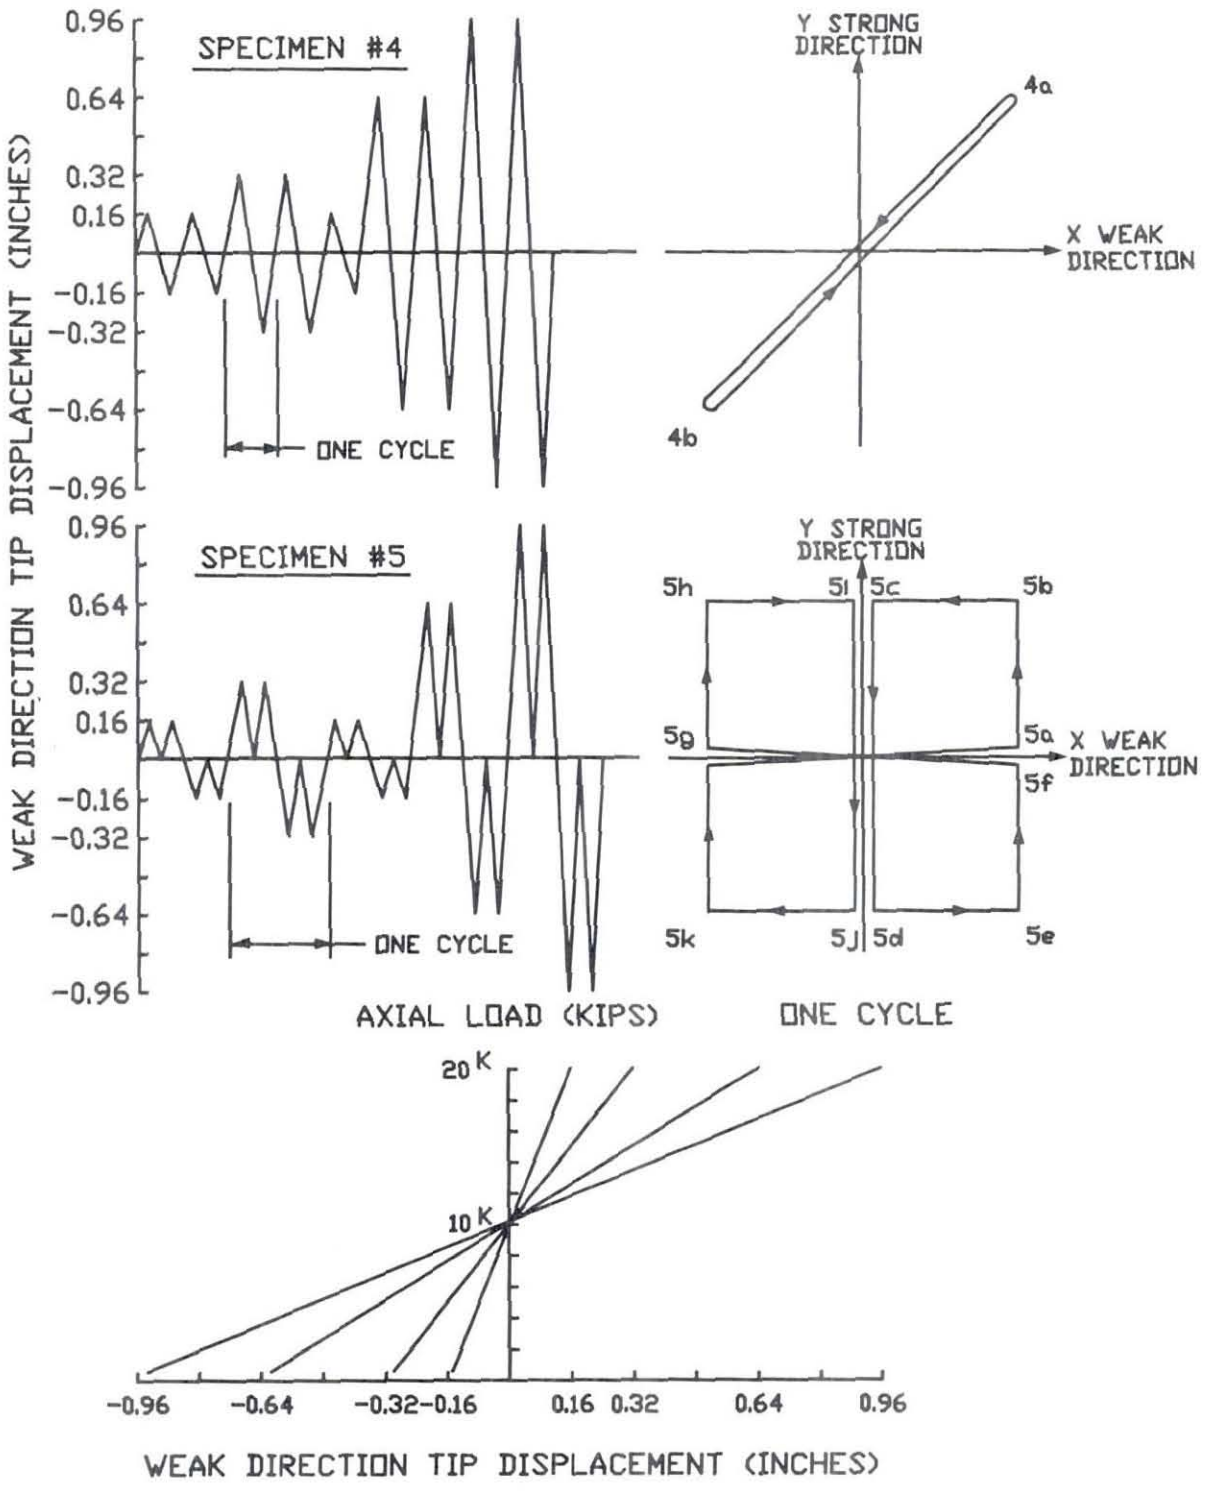 WEAK DIRECTION TIP DISPLACEMENT (INCHES)
SPECIMEN #4
0.96
0.64
0.32
0.16
-0.16
-0.32
-0.64
-0.96
ONE CYCLE
Y STRONG
DIRECTION
4a
X WEAK
DIRECTION
4b
SPECIMEN #5
0.96
0.64
0.32
0.16
-0.16
-0.32
-0.64
-0.96
ONE CYCLE
Y STRONG
DIRECTION
5h
5i
5c
5b
5g
5a
X WEAK
DIRECTION
5f
5k
5j
5d
5e
AXIAL LOAD (KIPS)
ONE CYCLE
20 K
10 K
-0.96
-0.64
-0.32
-0.16
0.16
0.32
0.64
0.96
WEAK DIRECTION TIP DISPLACEMENT (INCHES)